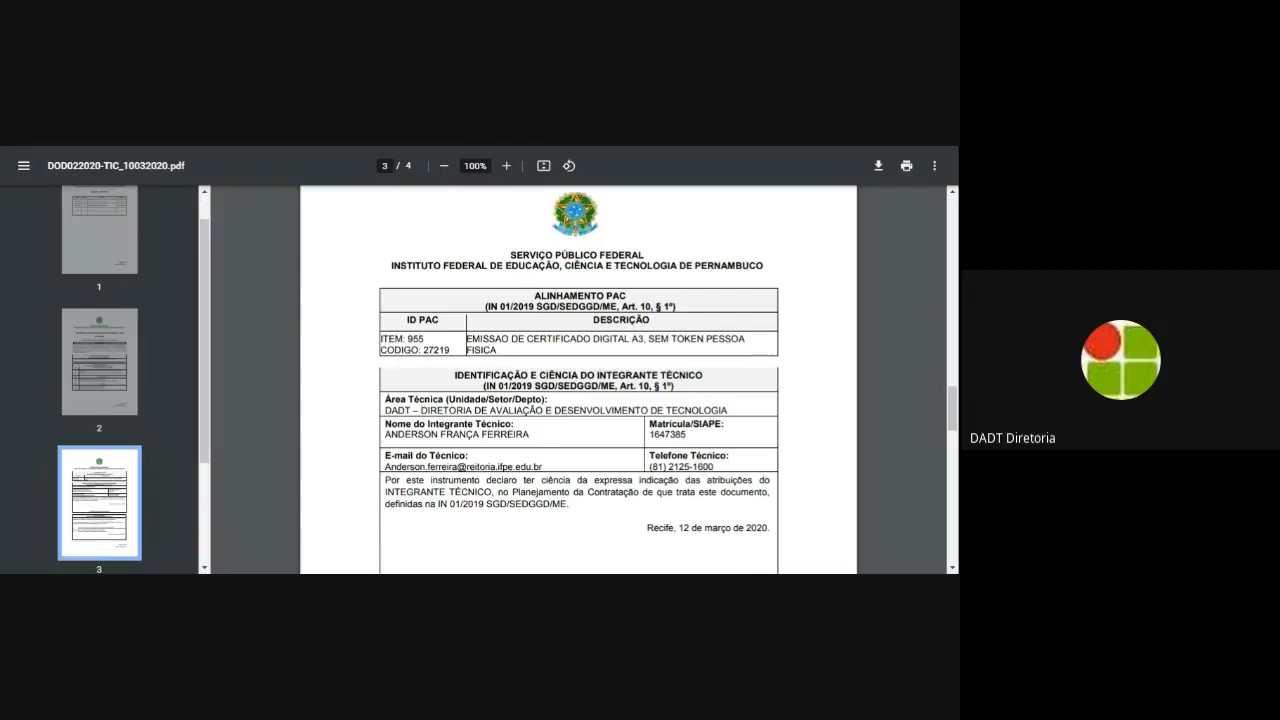 DOD022020-TIC_10032020.pdf
3 / 4
100%
1
2
3
SERVIÇO PÚBLICO FEDERAL
INSTITUTO FEDERAL DE EDUCAÇÃO, CIÊNCIA E TECNOLOGIA DE PERNAMBUCO
ALINHAMENTO PAC
(IN 01/2019 SGD/SEDGGD/ME, Art. 10, § 1º)
ID PAC DESCRIÇÃO
ITEM: 955 EMISSAO DE CERTIFICADO DIGITAL A3, SEM TOKEN PESSOA
CODIGO: 27219 FISICA
IDENTIFICAÇÃO E CIÊNCIA DO INTEGRANTE TÉCNICO
(IN 01/2019 SGD/SEDGGD/ME, Art. 10, § 1º)
Área Técnica (Unidade/Setor/Depto):
DADT – DIRETORIA DE AVALIAÇÃO E DESENVOLVIMENTO DE TECNOLOGIA
Nome do Integrante Técnico: Matricula/SIAPE:
ANDERSON FRANÇA FERREIRA 1647385
E-mail do Técnico: Telefone Técnico:
Anderson.ferreira@reitoria.ifpe.edu.br (81) 2125-1600
Por este instrumento declaro ter ciência da expressa indicação das atribuições do
INTEGRANTE TÉCNICO, no Planejamento da Contratação de que trata este documento,
definidas na IN 01/2019 SGD/SEDGGD/ME.
Recife, 12 de março de 2020.
DADT Diretoria